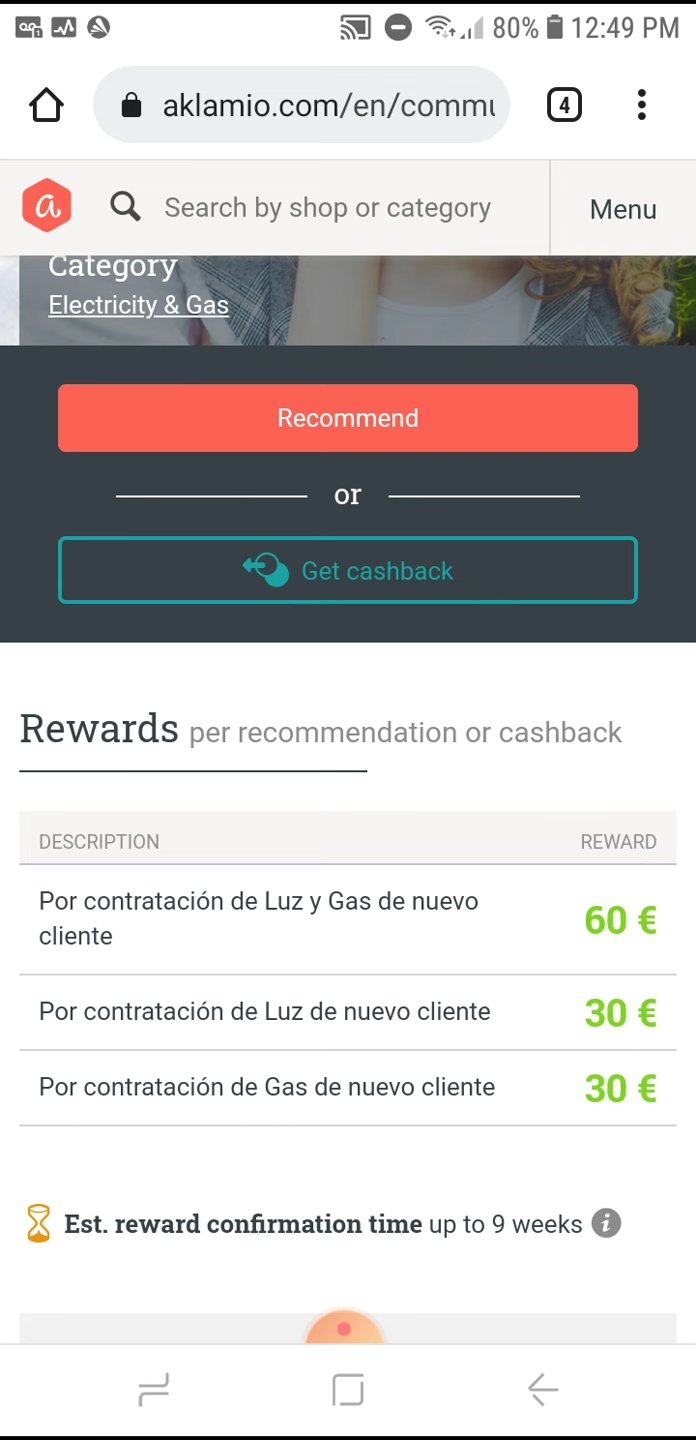 80% 12:49 PM
aklamio.com/en/commu
4
a
Search by shop or category
Menu
Category
Electricity & Gas
Recommend
or
Get cashback
Rewards per recommendation or cashback
DESCRIPTION REWARD
Por contratación de Luz y Gas de nuevo
cliente
60 €
Por contratación de Luz de nuevo cliente 30 €
Por contratación de Gas de nuevo cliente 30 €
Est. reward confirmation time up to 9 weeks i